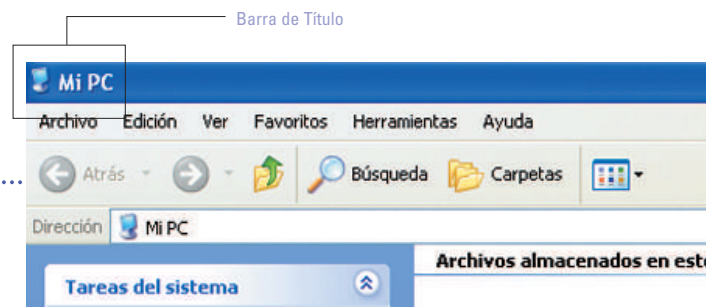 Barra de Título
Mi PC
Archivo Edición Ver Favoritos Herramientas Ayuda
Atrás Búsqueda Carpetas
Dirección Mi PC
Archivos almacenados en este
Tareas del sistema